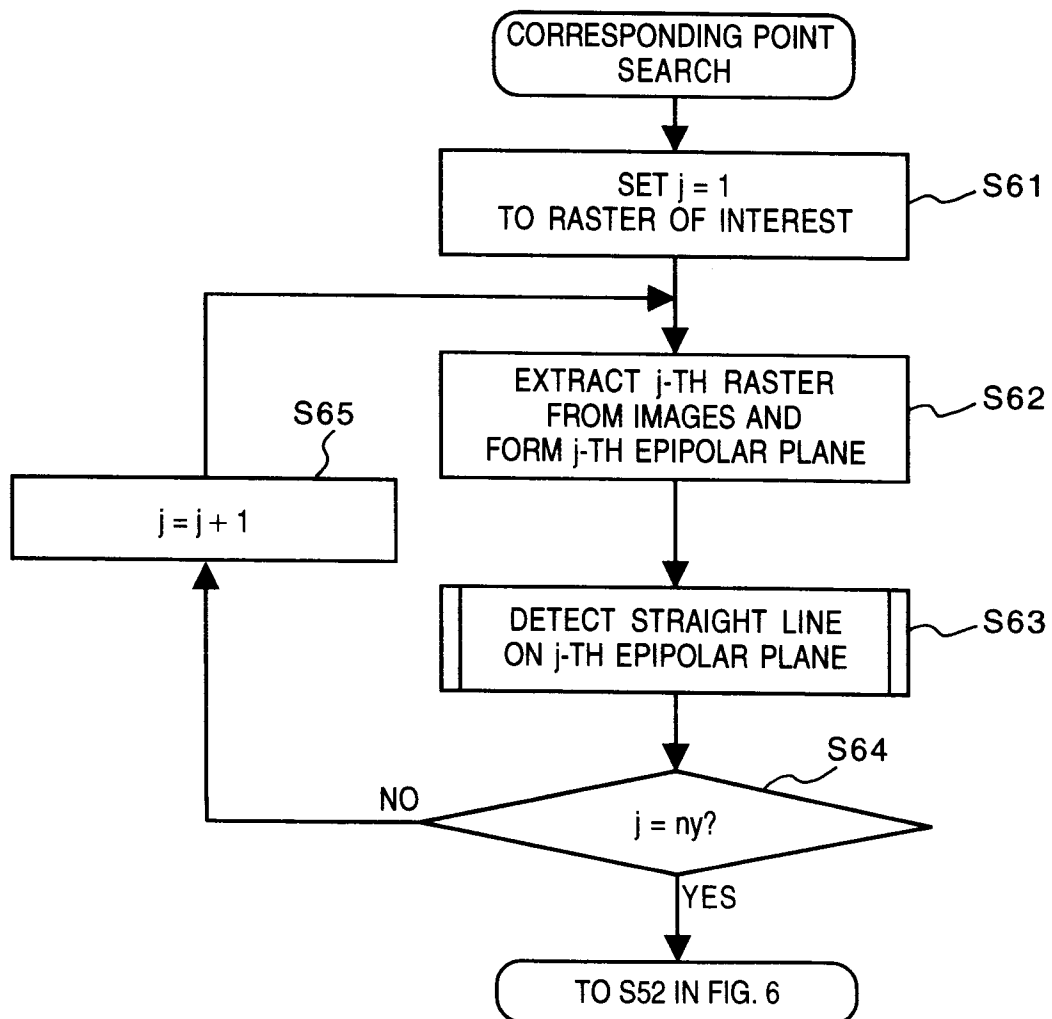 CORRESPONDING POINT
SEARCH
SET j = 1
TO RASTER OF INTEREST
S61
EXTRACT j-TH RASTER
FROM IMAGES AND
FORM j-TH EPIPOLAR PLANE
S62
S65
j = j + 1
DETECT STRAIGHT LINE
ON j-TH EPIPOLAR PLANE
S63
S64
NO
j = ny?
YES
TO S52 IN FIG. 6